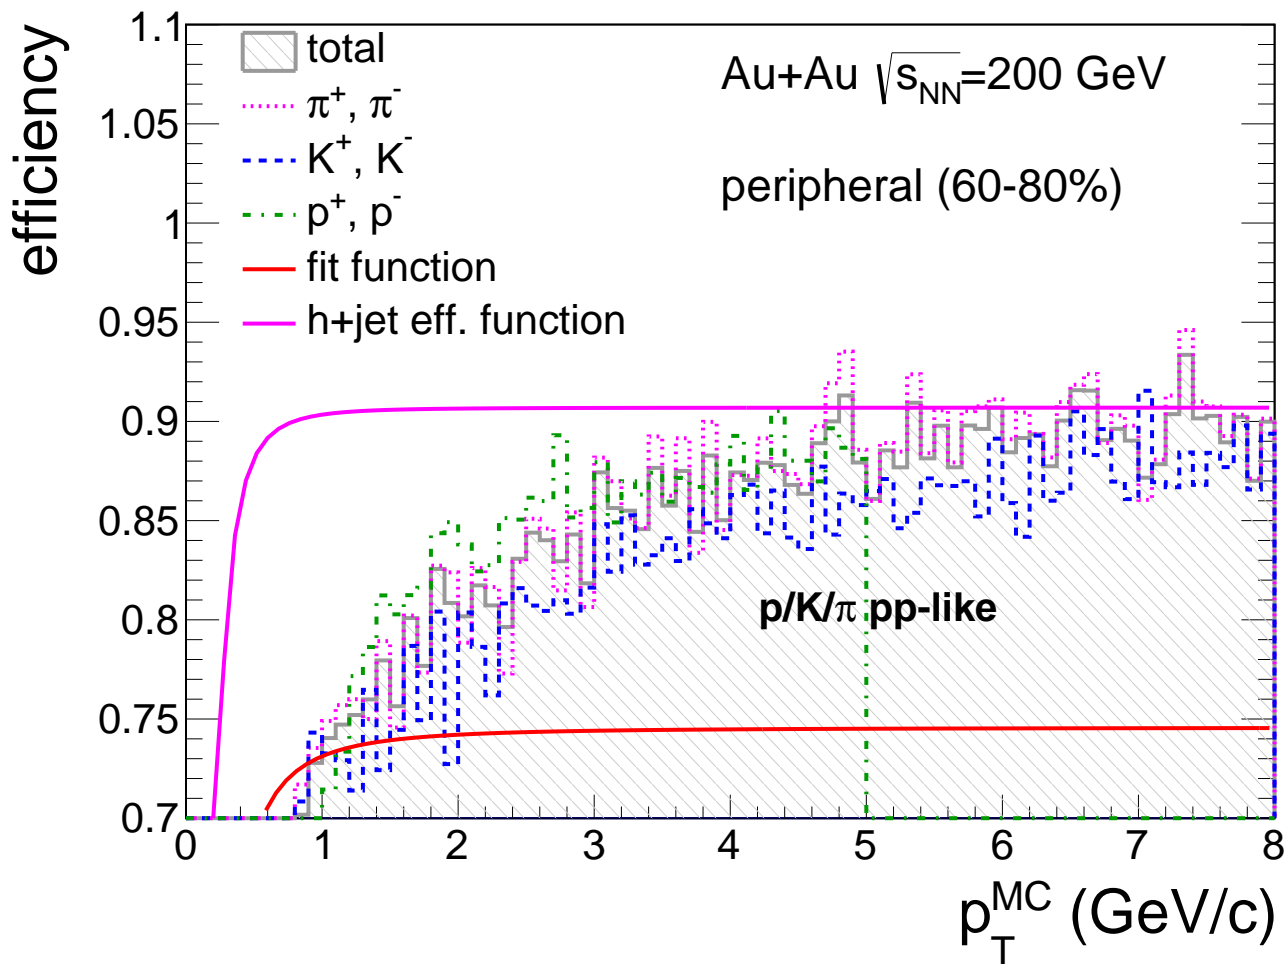 efficiency
1.1
1.05
1
0.95
0.9
0.85
0.8
0.75
0.7
total
π⁺, π⁻
K⁺, K⁻
p⁺, p⁻
fit function
h+jet eff. function
Au+Au √s_NN=200 GeV
peripheral (60-80%)
p/K/π pp-like
0 1 2 3 4 5 6 7 8
p_T^MC (GeV/c)